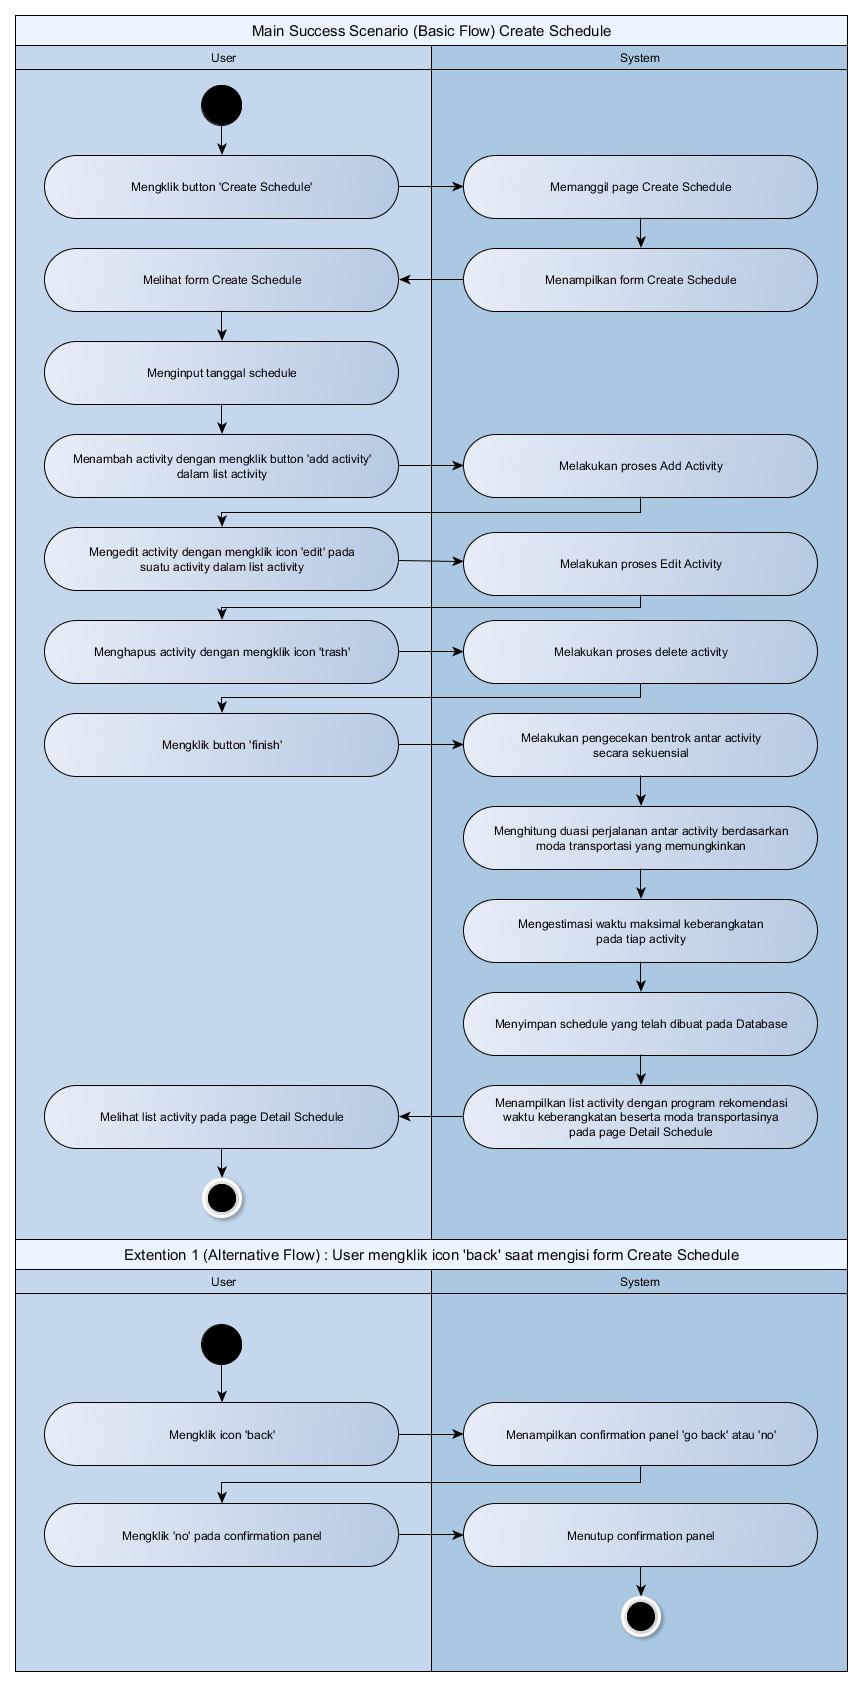 Main Success Scenario (Basic Flow) Create Schedule
User
System
Mengklik button 'Create Schedule'
Memanggil page Create Schedule
Melihat form Create Schedule
Menampilkan form Create Schedule
Menginput tanggal schedule
Menambah activity dengan mengklik button 'add activity'
dalam list activity
Melakukan proses Add Activity
Mengedit activity dengan mengklik icon 'edit' pada
suatu activity dalam list activity
Melakukan proses Edit Activity
Menghapus activity dengan mengklik icon 'trash'
Melakukan proses delete activity
Mengklik button 'finish'
Melakukan pengecekan bentrok antar activity
secara sekuensial
Menghitung duasi perjalanan antar activity berdasarkan
moda transportasi yang memungkinkan
Mengestimasi waktu maksimal keberangkatan
pada tiap activity
Menyimpan schedule yang telah dibuat pada Database
Melihat list activity pada page Detail Schedule
Menampilkan list activity dengan program rekomendasi
waktu keberangkatan beserta moda transportasinya
pada page Detail Schedule
Extention 1 (Alternative Flow) : User mengklik icon 'back' saat mengisi form Create Schedule
User
System
Mengklik icon 'back'
Menampilkan confirmation panel 'go back' atau 'no'
Mengklik 'no' pada confirmation panel
Menutup confirmation panel